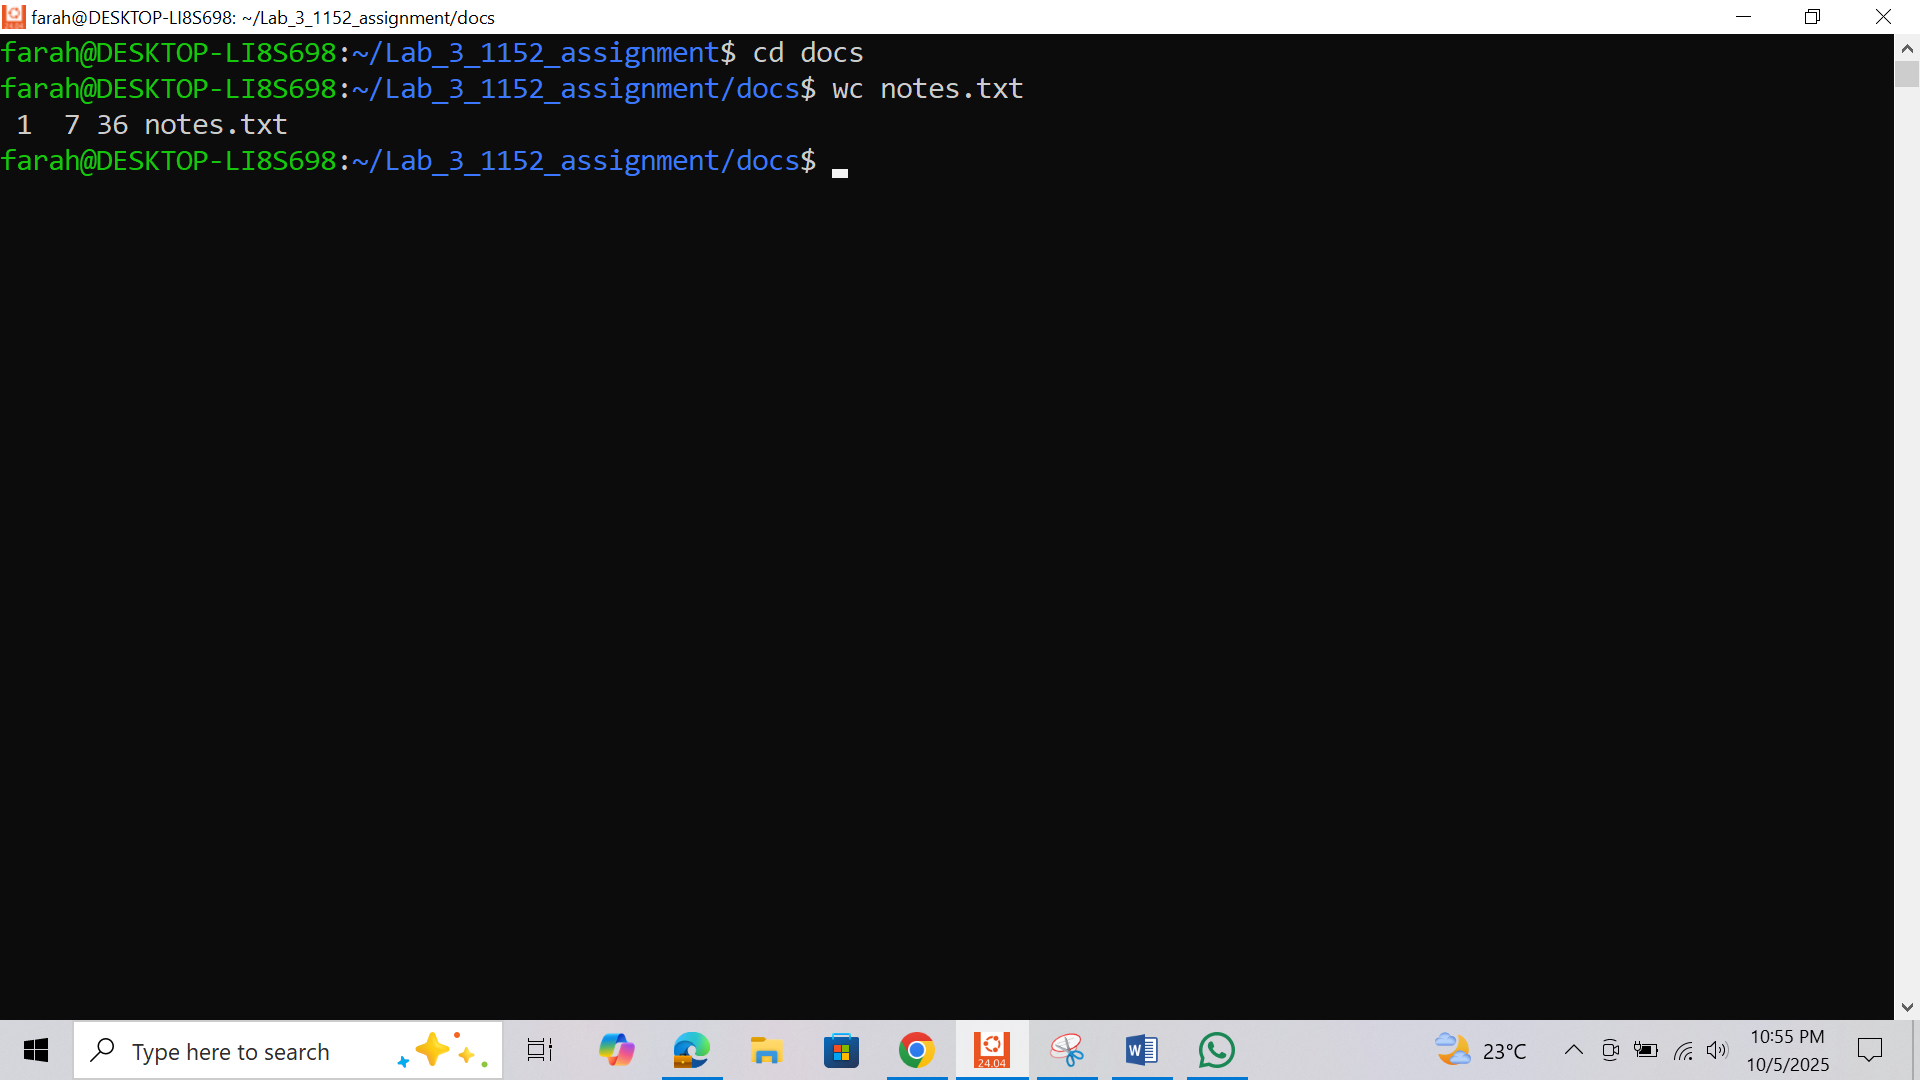 farah@DESKTOP-LI8S698: ~/Lab_3_1152_assignment/docs
farah@DESKTOP-LI8S698:~/Lab_3_1152_assignment$ cd docs
farah@DESKTOP-LI8S698:~/Lab_3_1152_assignment/docs$ wc notes.txt
 1  7 36 notes.txt
farah@DESKTOP-LI8S698:~/Lab_3_1152_assignment/docs$
Type here to search
24.04
W
23°C
10:55 PM
10/5/2025